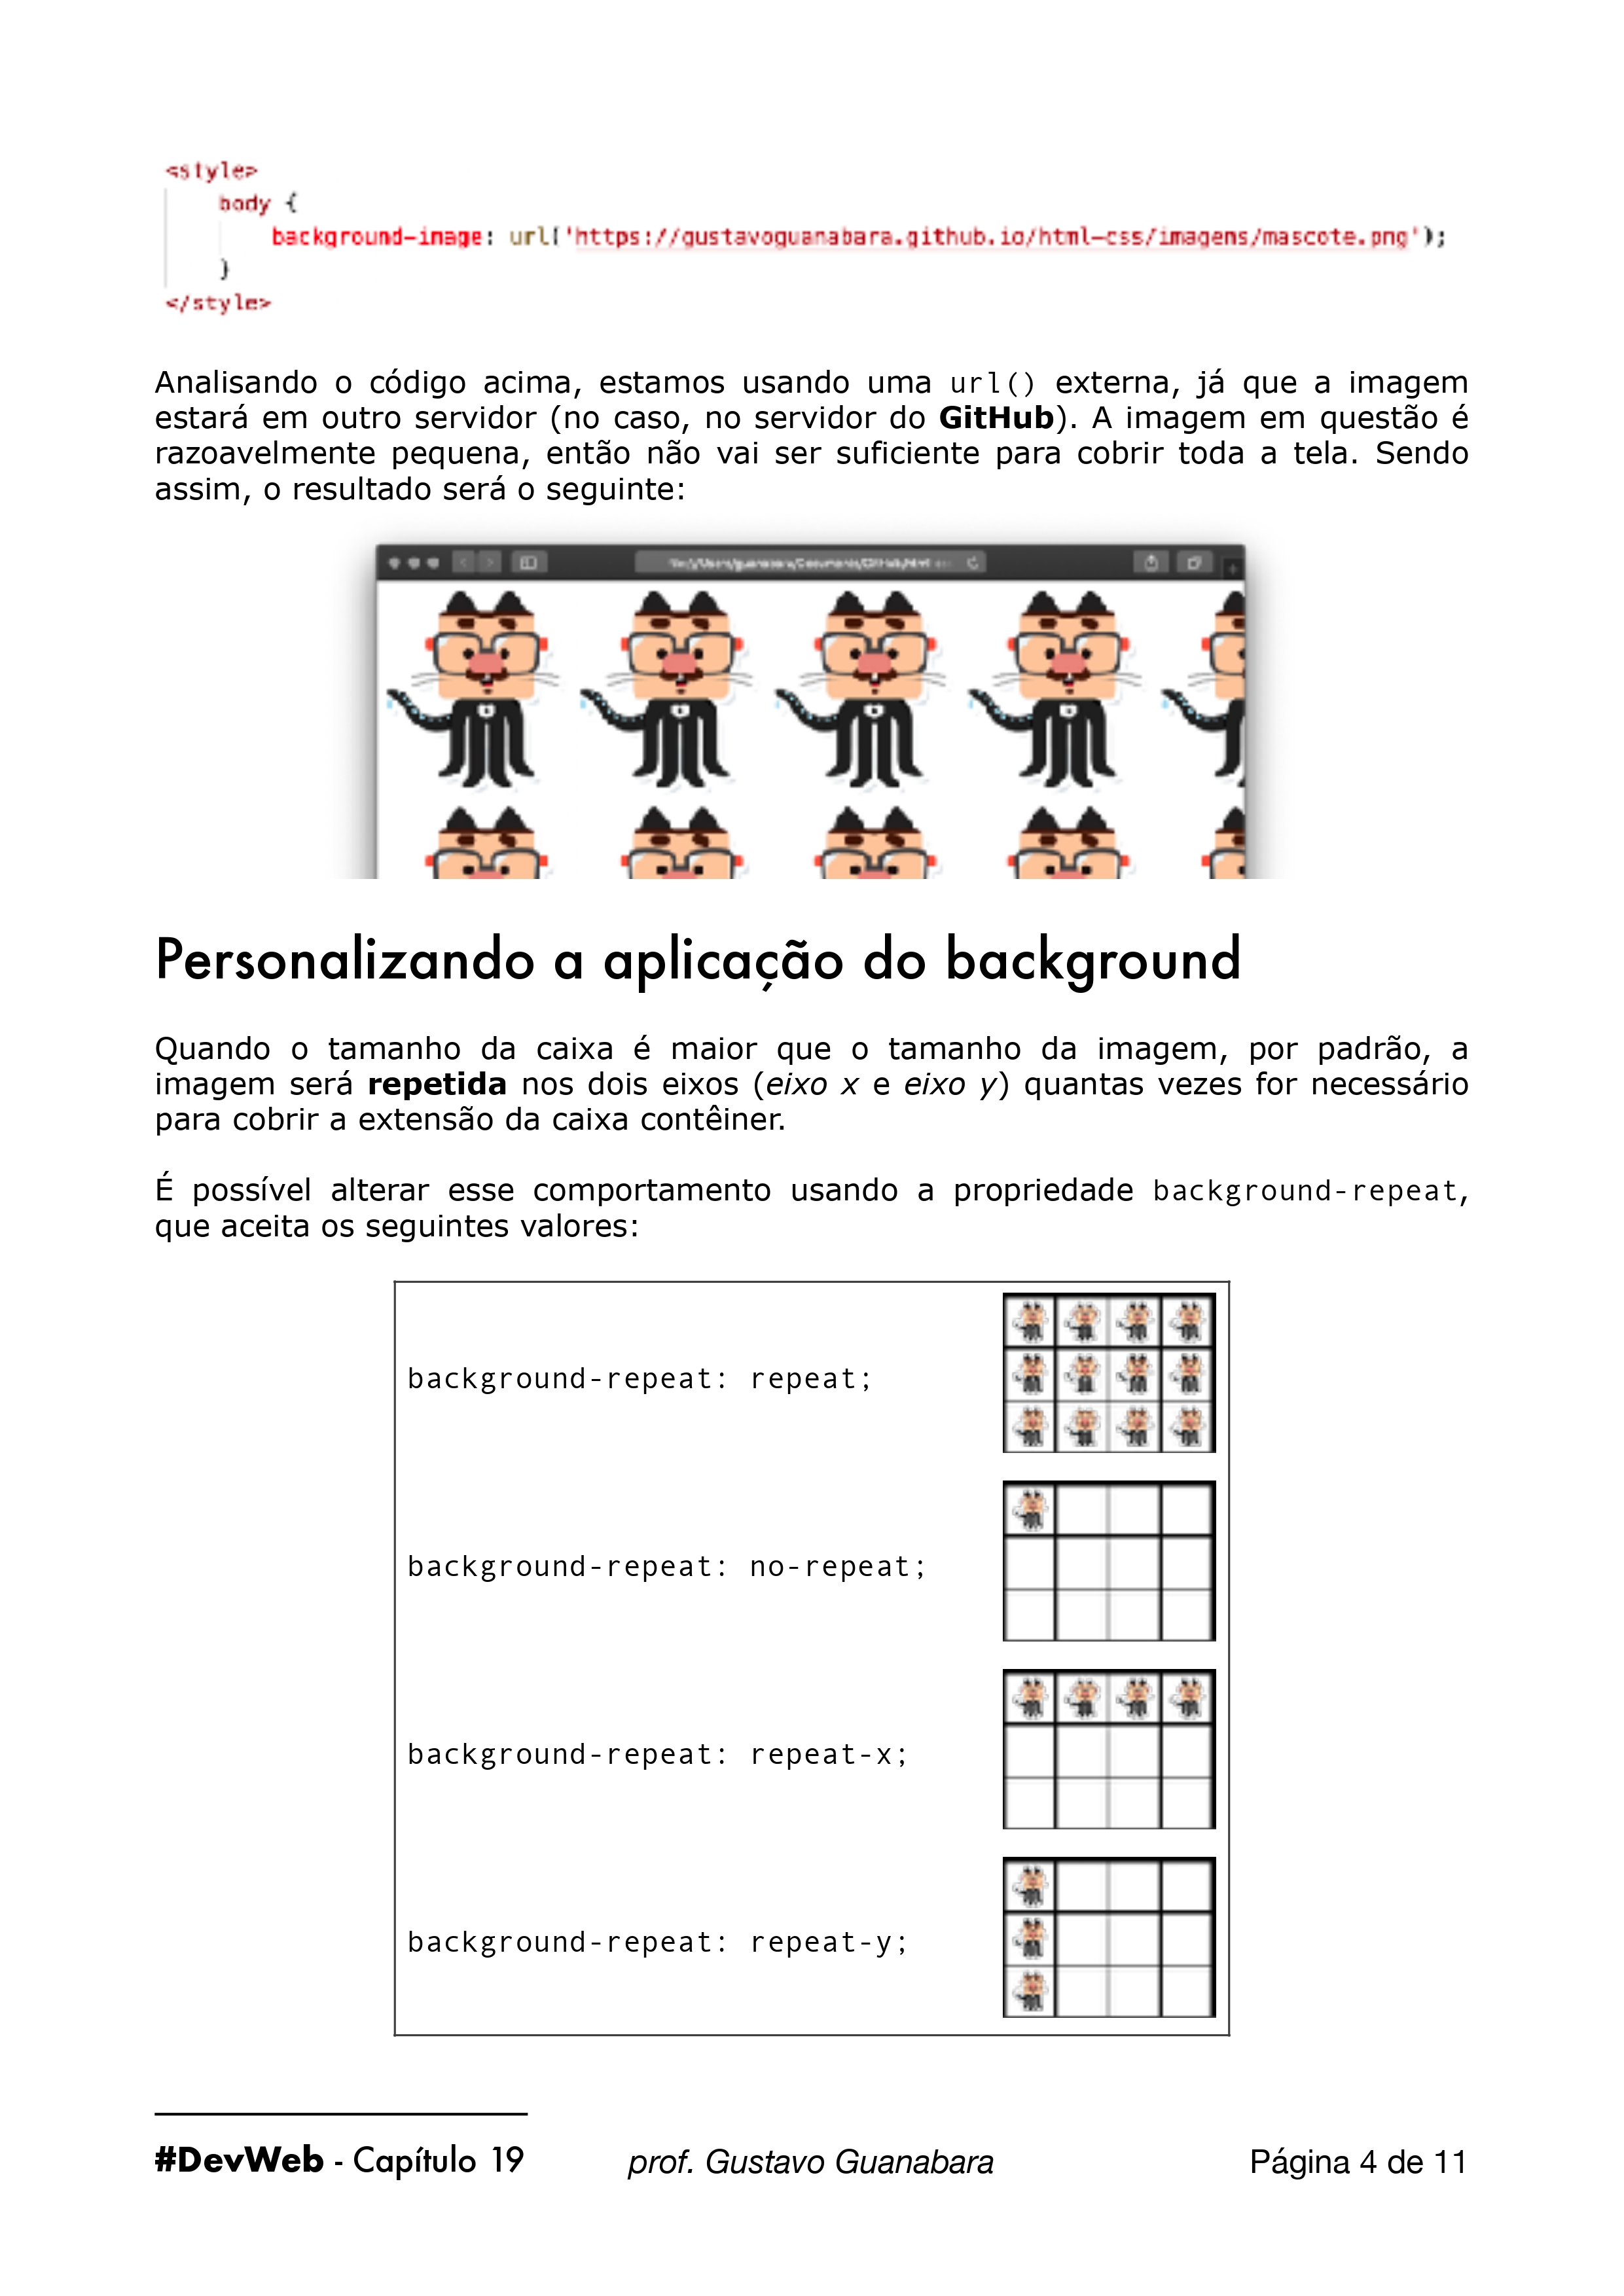 <style>
body {
background-image: url('https://gustavoguanabara.github.io/html-css/imagens/mascote.png');
}
</style>
Analisando o código acima, estamos usando uma url() externa, já que a imagem
estará em outro servidor (no caso, no servidor do GitHub). A imagem em questão é
razoavelmente pequena, então não vai ser suficiente para cobrir toda a tela. Sendo
assim, o resultado será o seguinte:
Personalizando a aplicação do background
Quando o tamanho da caixa é maior que o tamanho da imagem, por padrão, a
imagem será repetida nos dois eixos (eixo x e eixo y) quantas vezes for necessário
para cobrir a extensão da caixa contêiner.
É possível alterar esse comportamento usando a propriedade background-repeat,
que aceita os seguintes valores:
background-repeat: repeat;
background-repeat: no-repeat;
background-repeat: repeat-x;
background-repeat: repeat-y;
#DevWeb - Capítulo 19 prof. Gustavo Guanabara Página 4 de 11